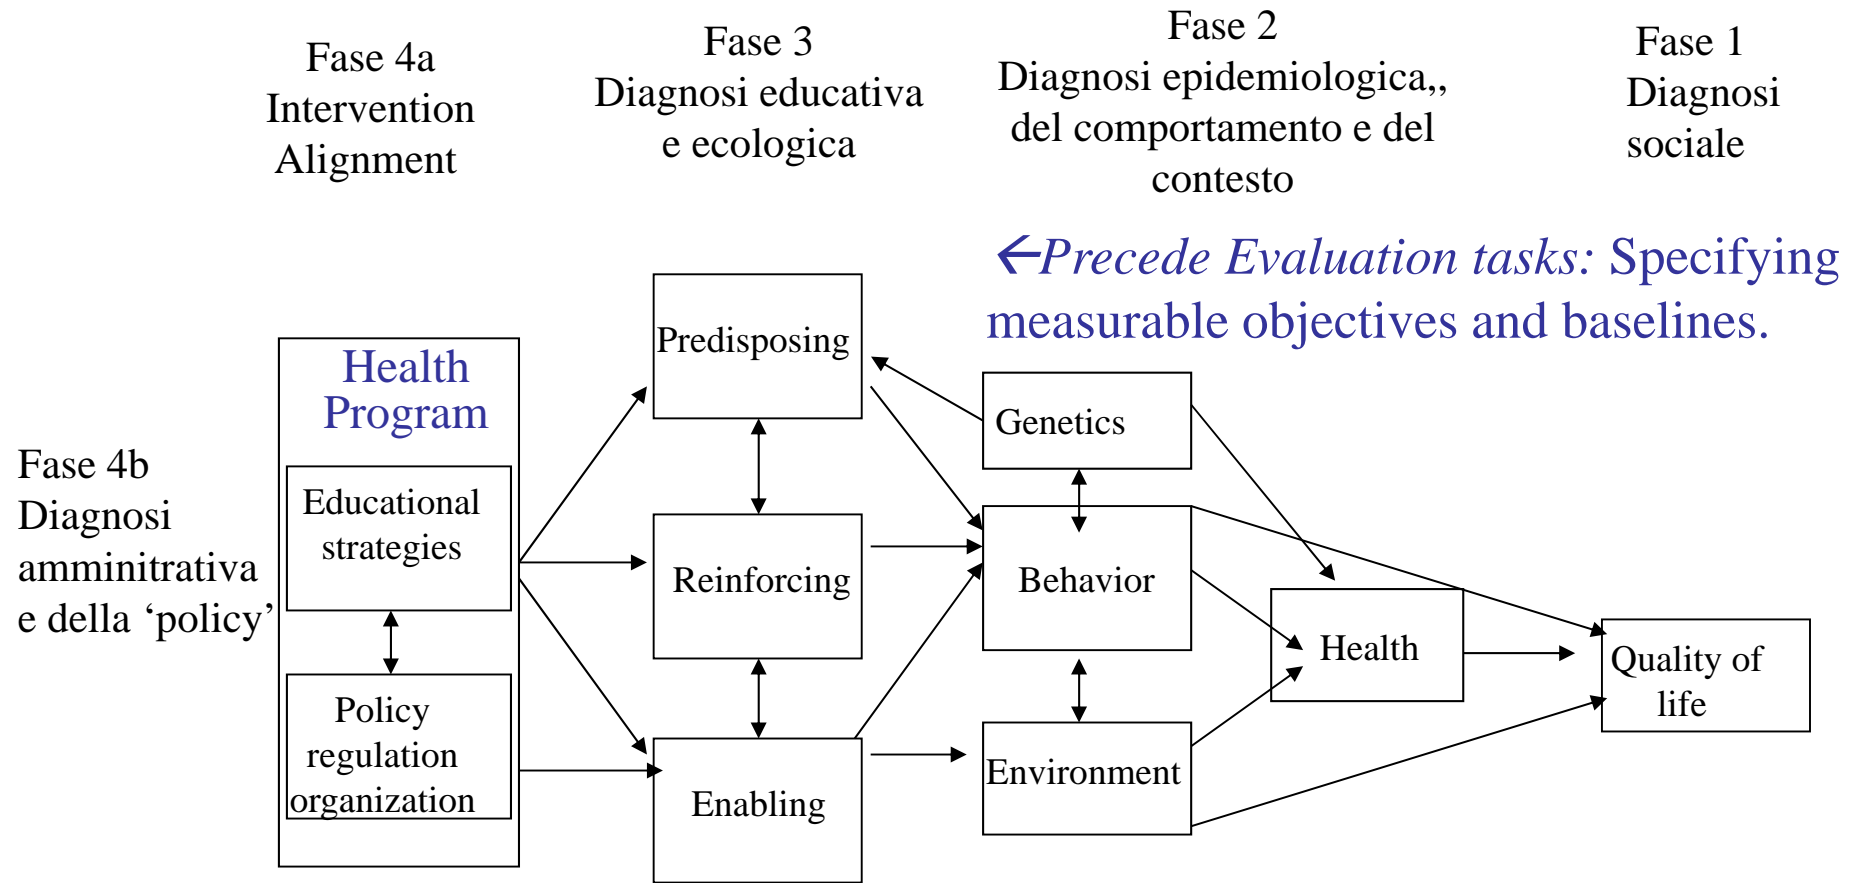 Fase 4a
Intervention
Alignment
Fase 3
Diagnosi educativa
e ecologica
Fase 2
Diagnosi epidemiologica,,
del comportamento e del
contesto
Fase 1
Diagnosi
sociale
←Precede Evaluation tasks: Specifying
measurable objectives and baselines.
Fase 4b
Diagnosi
amminitrativa
e della ‘policy’
Health
Program
Educational
strategies
Policy
regulation
organization
Predisposing
Reinforcing
Enabling
Genetics
Behavior
Environment
Health
Quality of
life